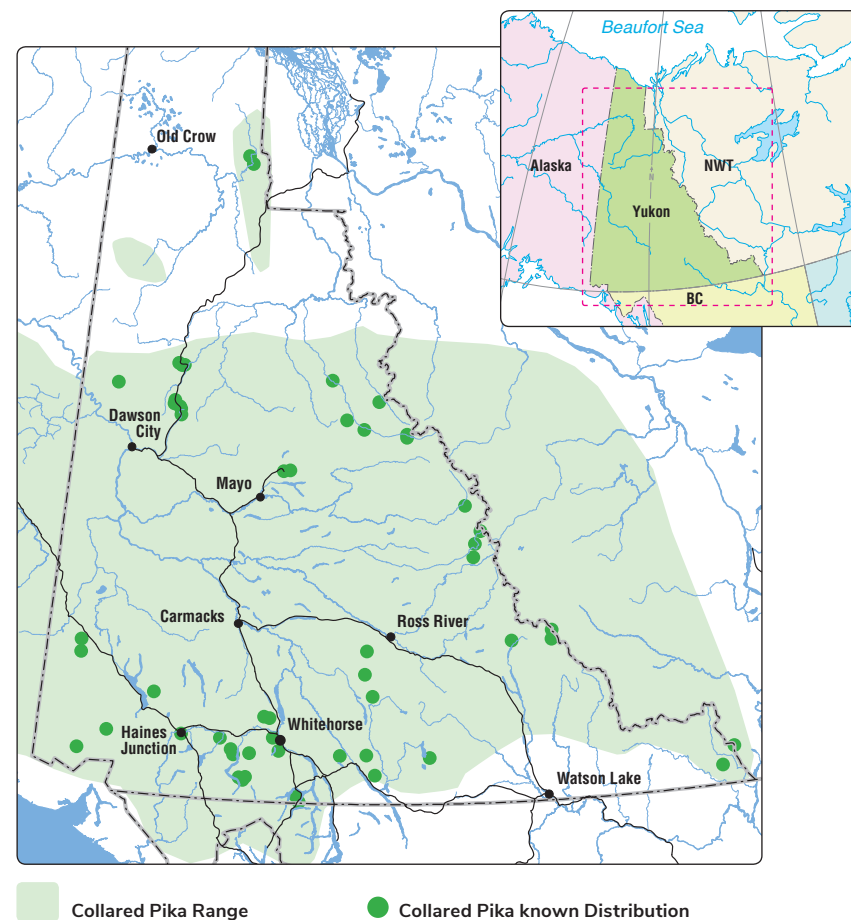 Beaufort Sea
Alaska
NWT
Yukon
BC
Old Crow
Dawson
City
Mayo
Carmacks
Ross River
Haines
Junction
Whitehorse
Watson Lake
Collared Pika Range
Collared Pika known Distribution